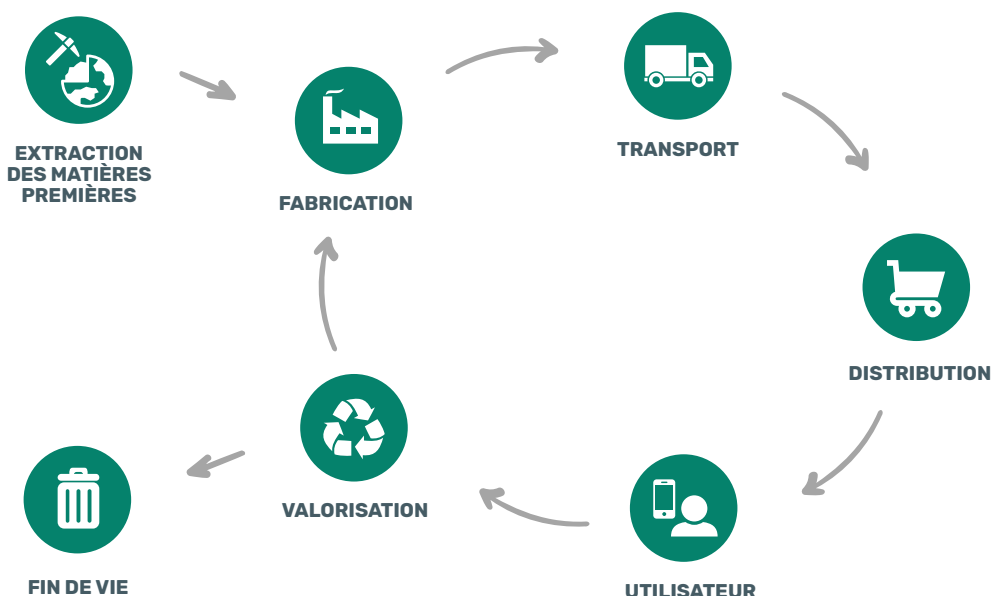 EXTRACTION
DES MATIÈRES
PREMIÈRES
FABRICATION
TRANSPORT
DISTRIBUTION
UTILISATEUR
VALORISATION
FIN DE VIE